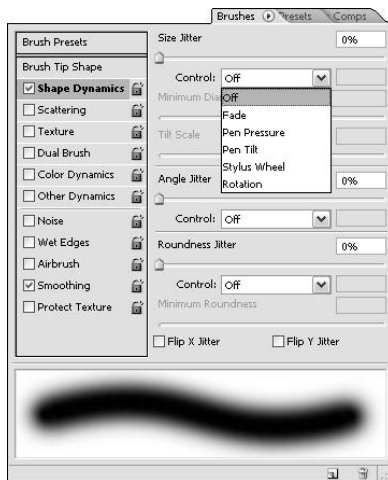 Brushes Presets Comps
Brush Presets
Brush Tip Shape
Shape Dynamics
Scattering
Texture
Dual Brush
Color Dynamics
Other Dynamics
Noise
Wet Edges
Airbrush
Smoothing
Protect Texture
Size Jitter 0%
Control: Off
Minimum
Off
Fade
Pen Pressure
Pen Tilt
Stylus Wheel
Rotation
Tilt Scale
Angle Jitter 0%
Control: Off
Roundness Jitter 0%
Control: Off
Minimum Roundness
Flip X Jitter Flip Y Jitter